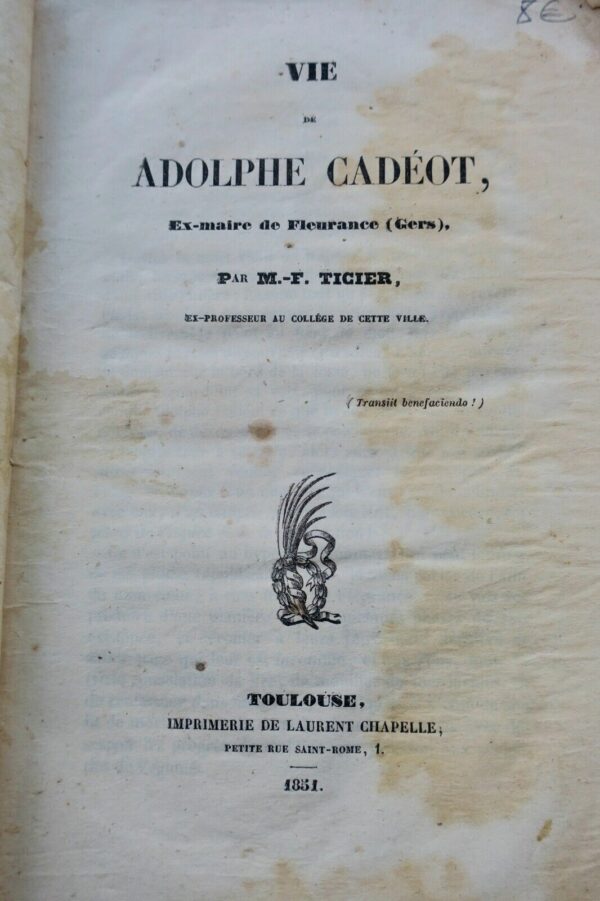 8€
VIE
DE
ADOLPHE CADÉOT,
Ex-maire de Fleurance (Gers),
PAR M.-F. TICIER,
EX-PROFESSEUR AU COLLÉGE DE CETTE VILLE.
(Transiit benefaciendo !)
TOULOUSE,
IMPRIMERIE DE LAURENT CHAPELLE,
PETITE RUE SAINT-ROME, 1.
1851.